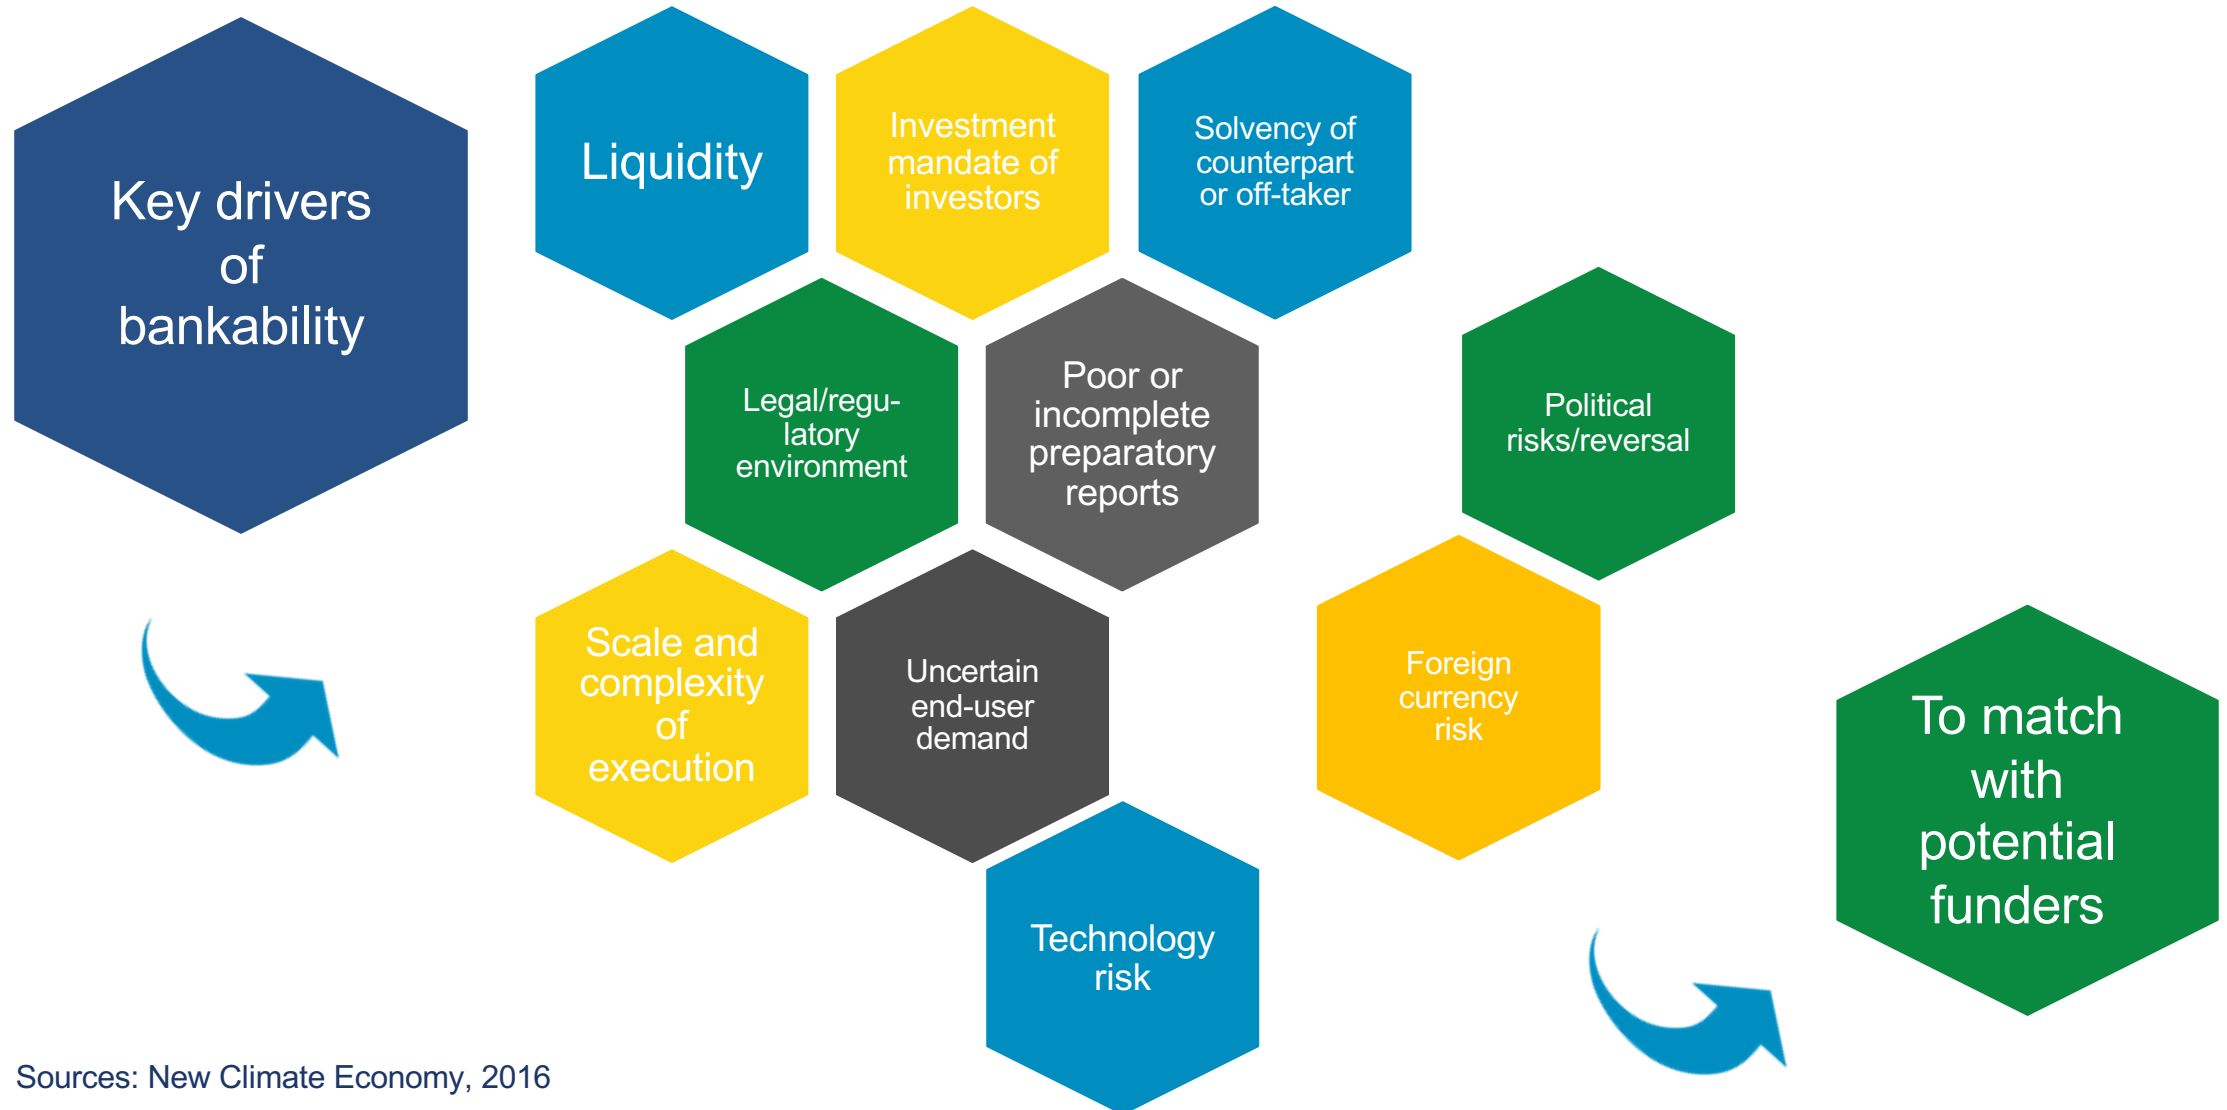 Key drivers
of
bankability
Liquidity
Investment
mandate of
investors
Solvency of
counterpart
or off-taker
Legal/regu-
latory
environment
Poor or
incomplete
preparatory
reports
Political
risks/reversal
Scale and
complexity
of
execution
Uncertain
end-user
demand
Foreign
currency
risk
Technology
risk
To match
with
potential
funders
Sources: New Climate Economy, 2016